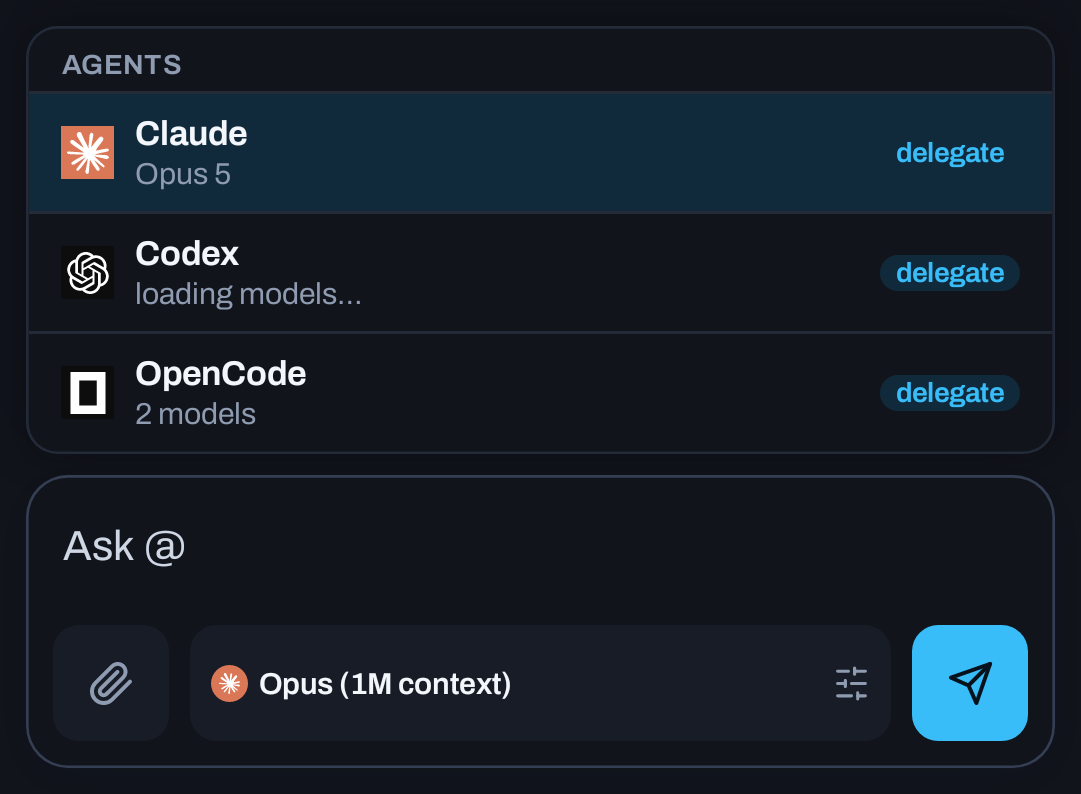 AGENTS
Claude
Opus 5
delegate
Codex
loading models...
delegate
OpenCode
2 models
delegate
Ask @
Opus (1M context)